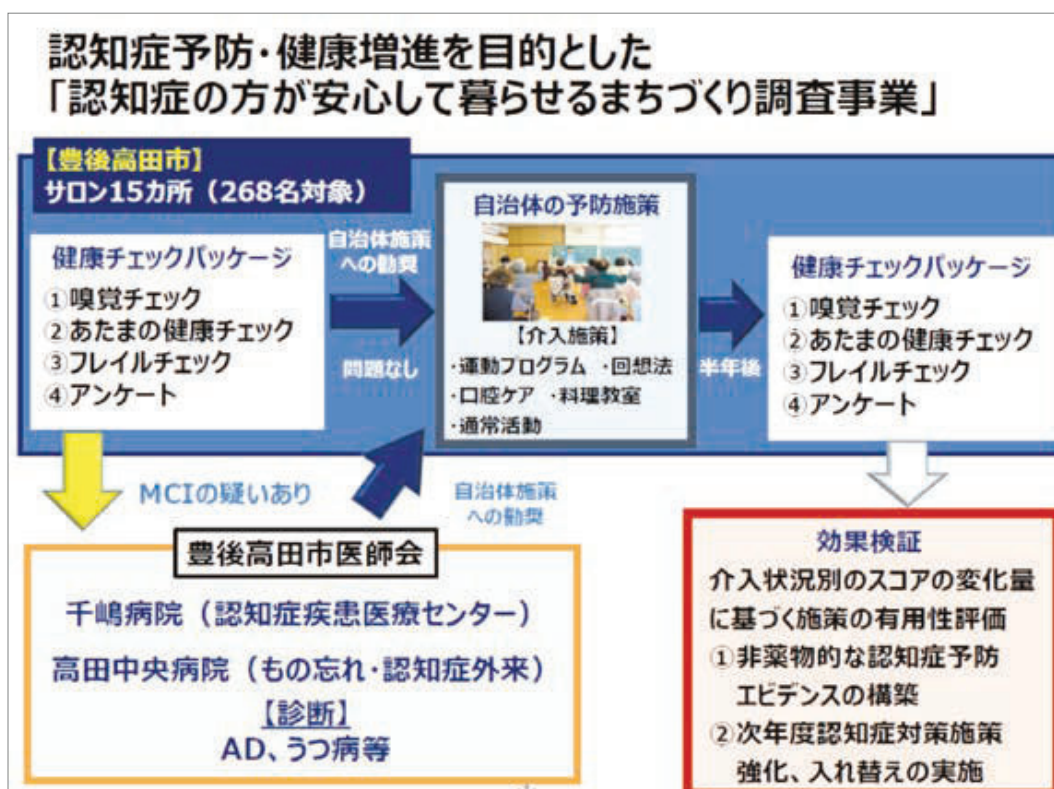 認知症予防・健康増進を目的とした
「認知症の方が安心して暮らせるまちづくり調査事業」
【豊後高田市】
サロン15カ所（268名対象）
健康チェックパッケージ
①嗅覚チェック
②あたまの健康チェック
③フレイルチェック
④アンケート
自治体施策
への勧奨
問題なし
自治体の予防施策
【介入施策】
・運動プログラム ・回想法
・口腔ケア ・料理教室
・通常活動
半年後
健康チェックパッケージ
①嗅覚チェック
②あたまの健康チェック
③フレイルチェック
④アンケート
MCIの疑いあり
自治体施策
への勧奨
豊後高田市医師会
千嶋病院（認知症疾患医療センター）
高田中央病院（もの忘れ・認知症外来）
【診断】
AD、うつ病等
効果検証
介入状況別のスコアの変化量
に基づく施策の有用性評価
①非薬物的な認知症予防
エビデンスの構築
②次年度認知症対策施策
強化、入れ替えの実施